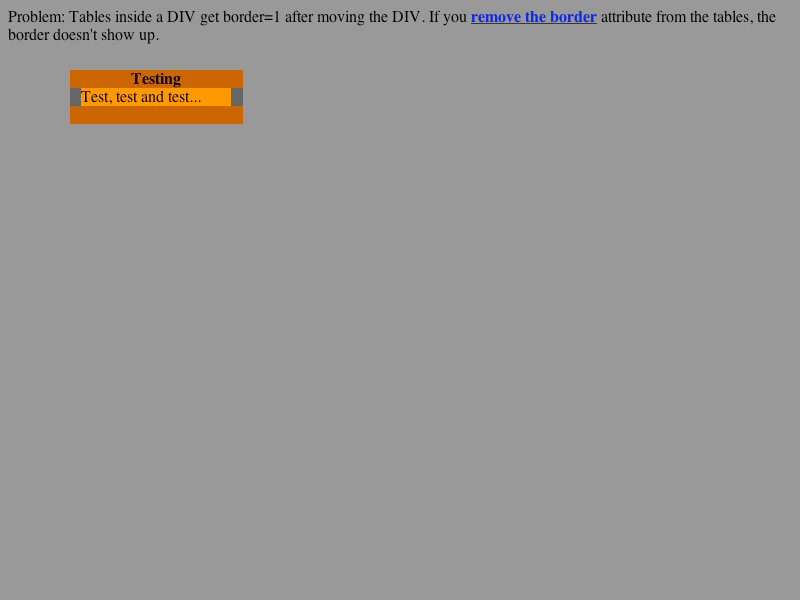 Problem: Tables inside a DIV get border=1 after moving the DIV. If you remove the border attribute from the tables, the
border doesn't show up.
Testing
Test, test and test...